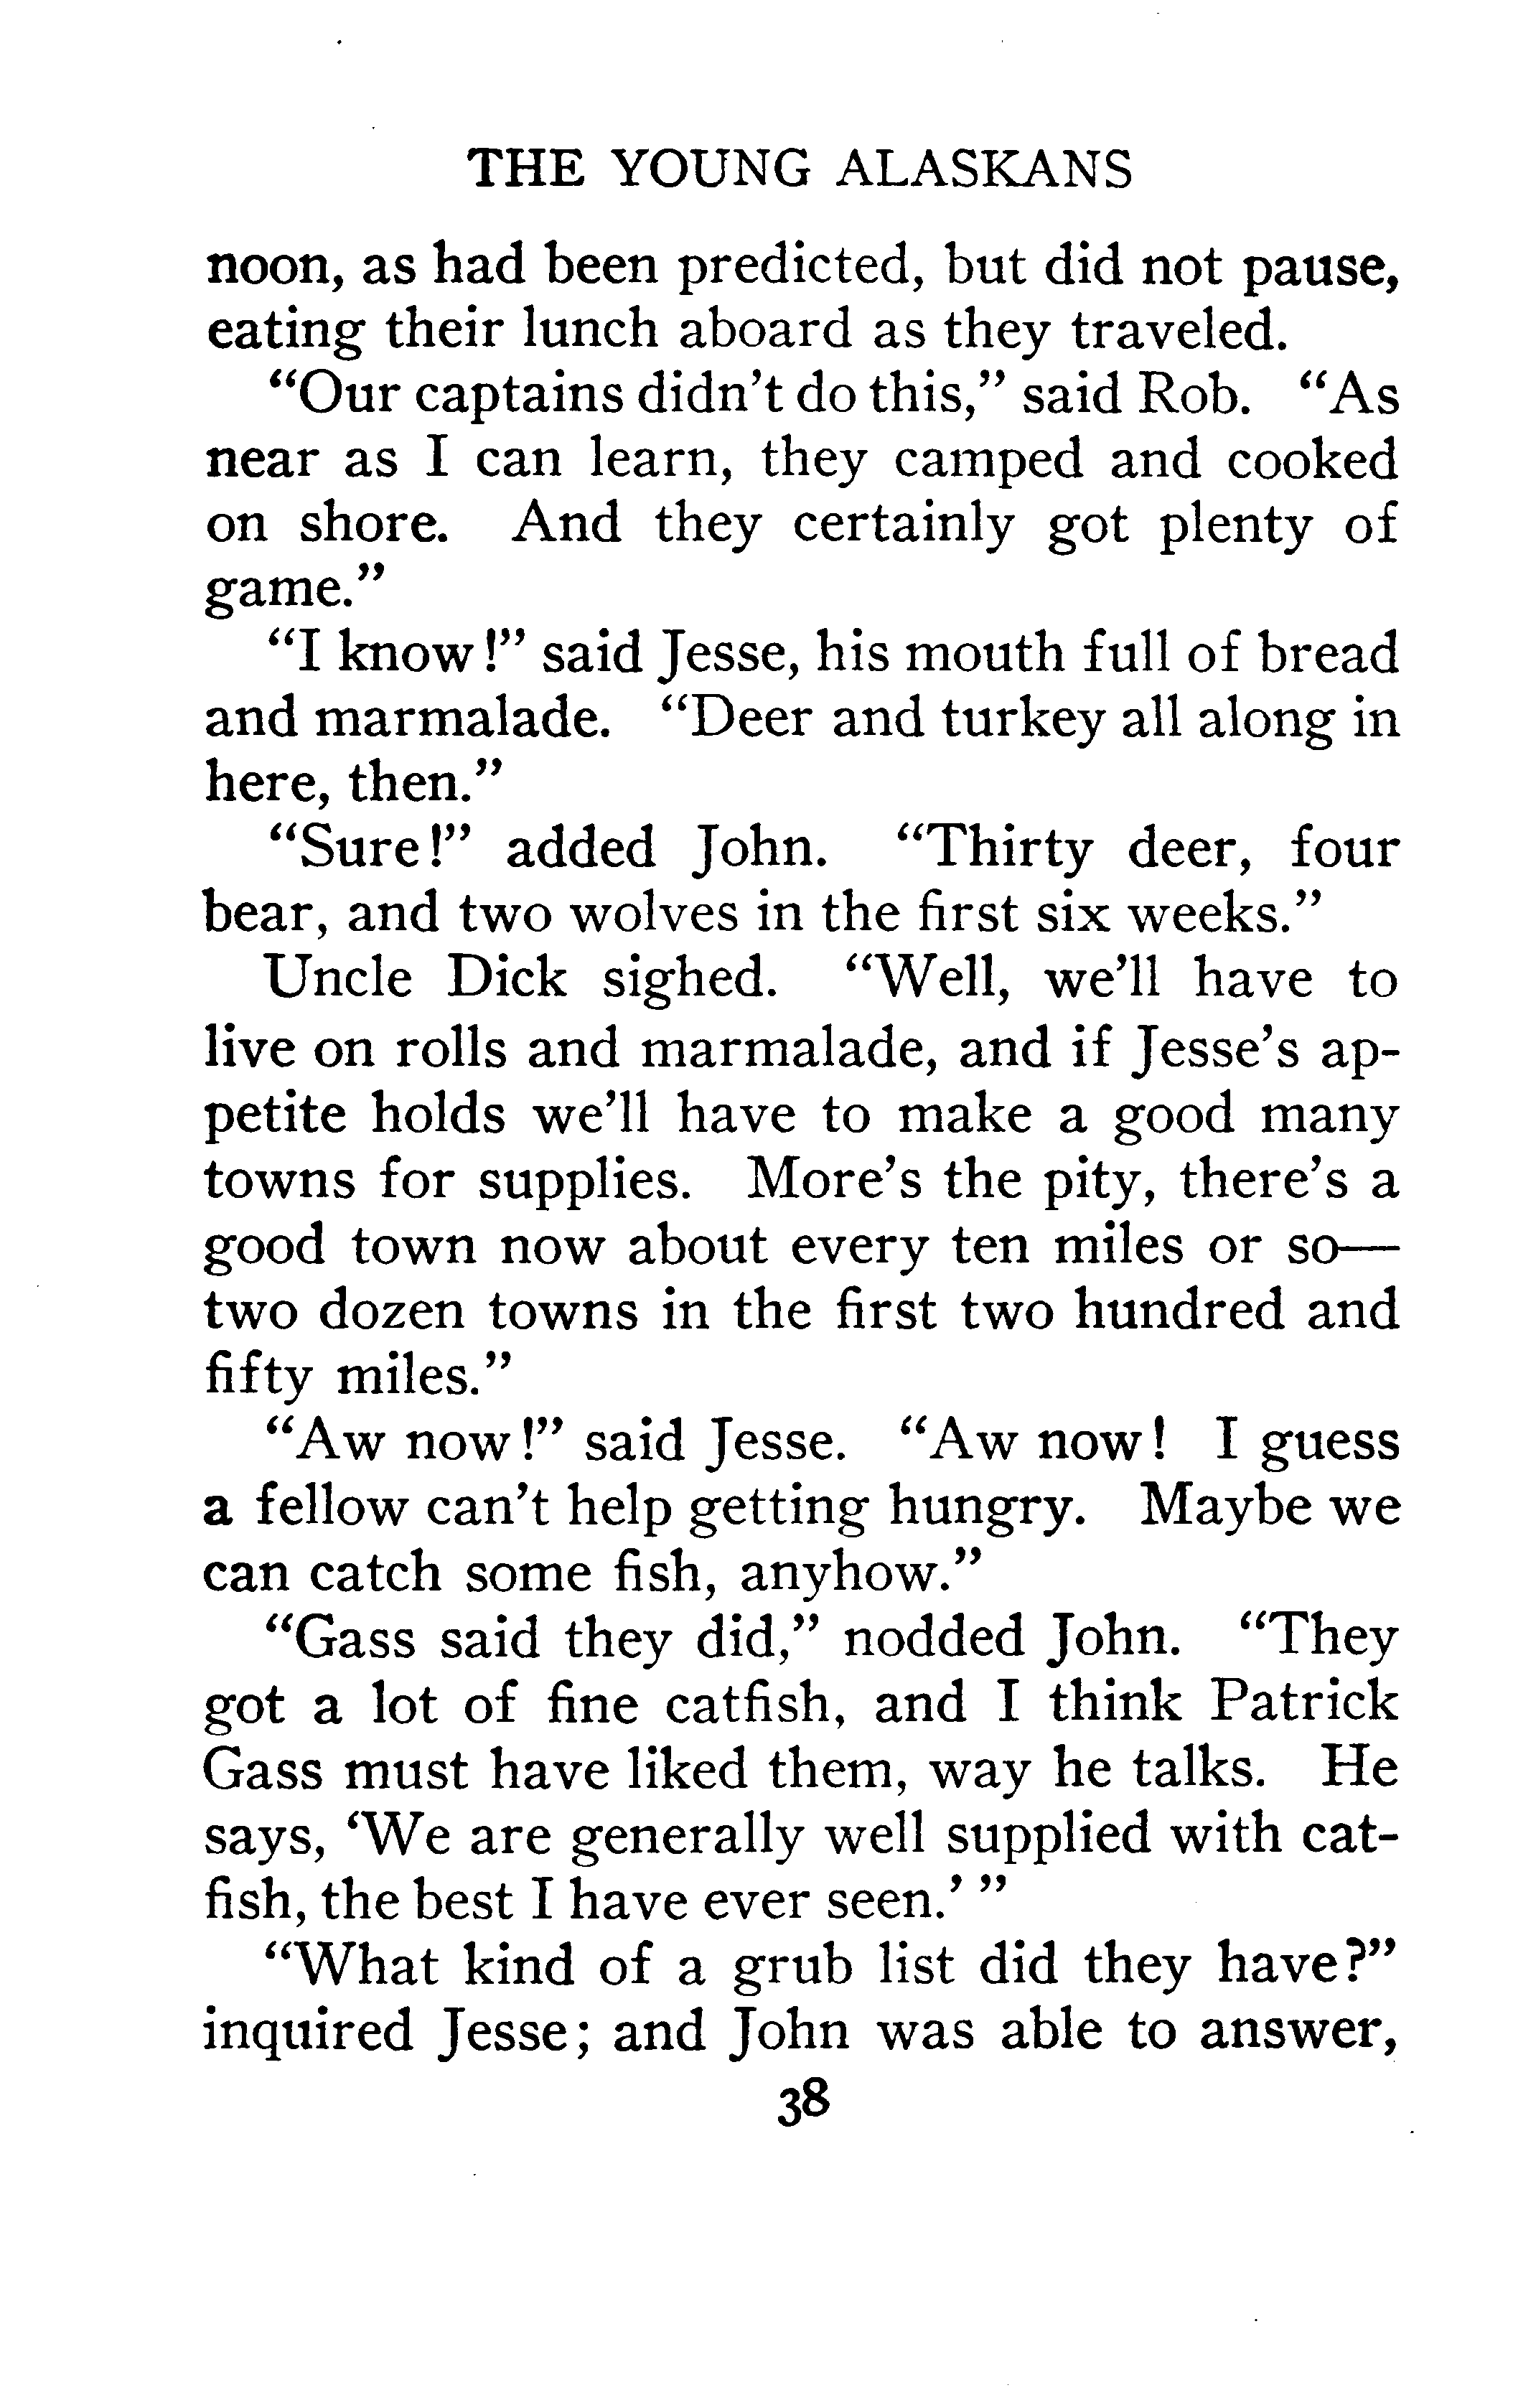 THE YOUNG ALASKANS
noon, as had been predicted, but did not pause,
eating their lunch aboard as they traveled.
“Our captains didn't do this,” said Rob. “As
near as I can learn, they camped and cooked
on shore. And they certainly got plenty of
game.”
“I know!” said Jesse, his mouth full of bread
and marmalade. “Deer and turkey all along in
here, then.”
“Sure!” added John. “Thirty deer, four
bear, and two wolves in the first six weeks.”
Uncle Dick sighed. “Well, we'll have to
live on rolls and marmalade, and if Jesse's ap-
petite holds we'll have to make a good many
towns for supplies. More's the pity, there's a
good town now about every ten miles or so—
two dozen towns in the first two hundred and
fifty miles.”
“Aw now!” said Jesse. “Aw now! I guess
a fellow can't help getting hungry. Maybe we
can catch some fish, anyhow.”
“Gass said they did,” nodded John. “They
got a lot of fine catfish, and I think Patrick
Gass must have liked them, way he talks. He
says, ‘We are generally well supplied with cat-
fish, the best I have ever seen.’ ”
“What kind of a grub list did they have?”
inquired Jesse; and John was able to answer,
38